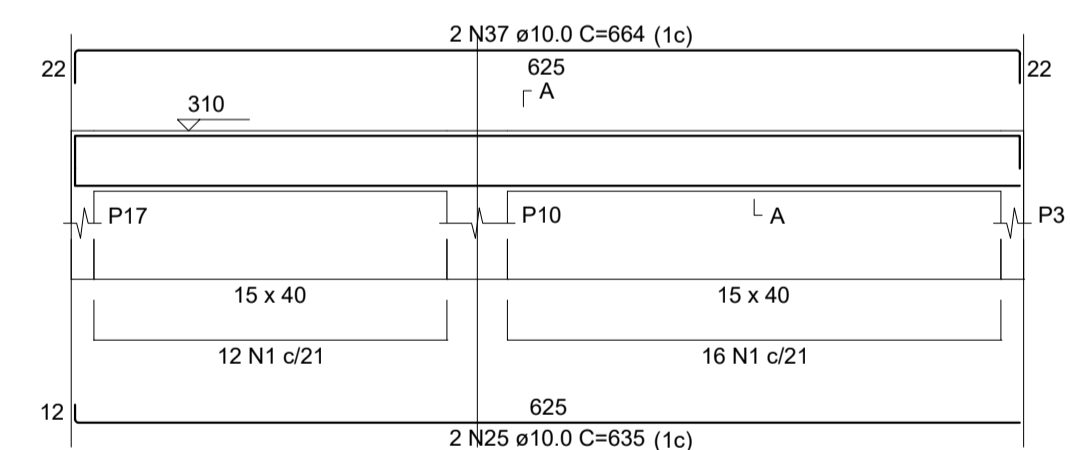 2 N37 ø10.0 C=664 (1c)
22 625 22
A
310
P17 P10 A P3
15 x 40 15 x 40
12 N1 c/21 16 N1 c/21
12 625
2 N25 ø10.0 C=635 (1c)